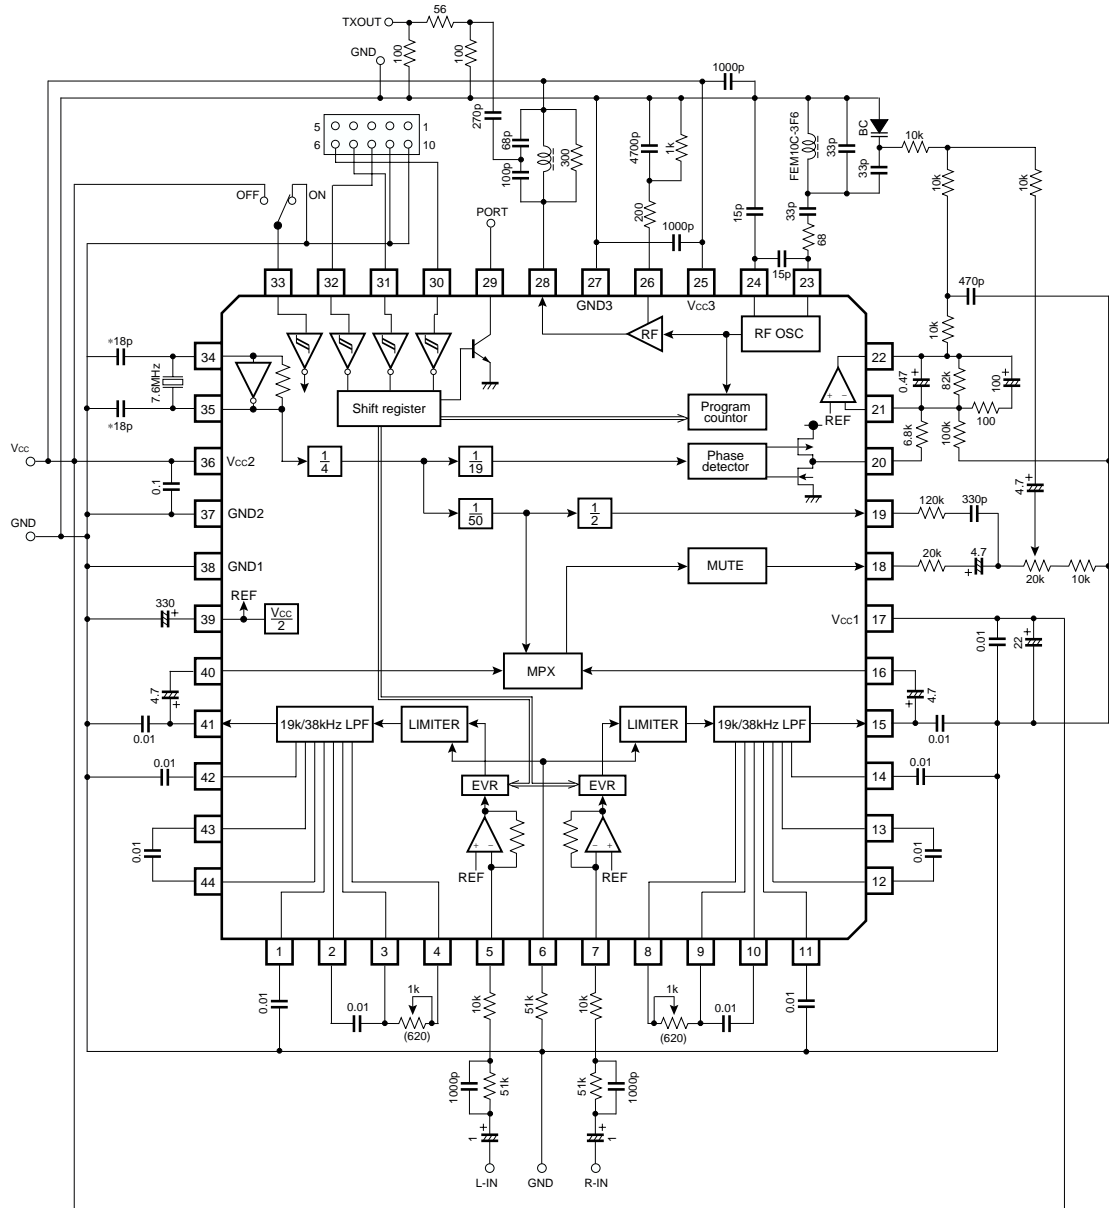 TXOUT 56
GND 100 100
1000p
270p 68p 100p 300 4700p 1k FEM10C-3F6 33p BC 33p 10k
5 1
6 10
10k 10k
OFF ON PORT 200 1000p 15p 33p 68 15p 470p
33 32 31 30 29 28 27 26 25 24 23
GND3 Vcc3
*18p 34 RF RF OSC 10k 22
7.6MHz REF 0.47 82k 100
35 Shift register Program countor 21 100
*18p
Vcc 6.8k 100k
36 Vcc2 1/4 1/19 Phase detector 20
0.1 4.7
37 GND2 1/50 1/2 19 120k 330p
GND
38 GND1 MUTE 18 20k 4.7 20k 10k
330 39 REF Vcc/2 Vcc1 17
0.01 22
40 MPX 16
4.7 4.7
41 19k/38kHz LPF LIMITER LIMITER 19k/38kHz LPF 15
0.01 0.01
0.01 42 EVR EVR 14 0.01
43 13
0.01 REF REF 0.01
44 12
1 2 3 4 5 6 7 8 9 10 11
0.01 0.01 1k (620) 10k 51k 10k 1k (620) 0.01 0.01
1000p 51k 51k 1000p
1 + + 1
L-IN GND R-IN